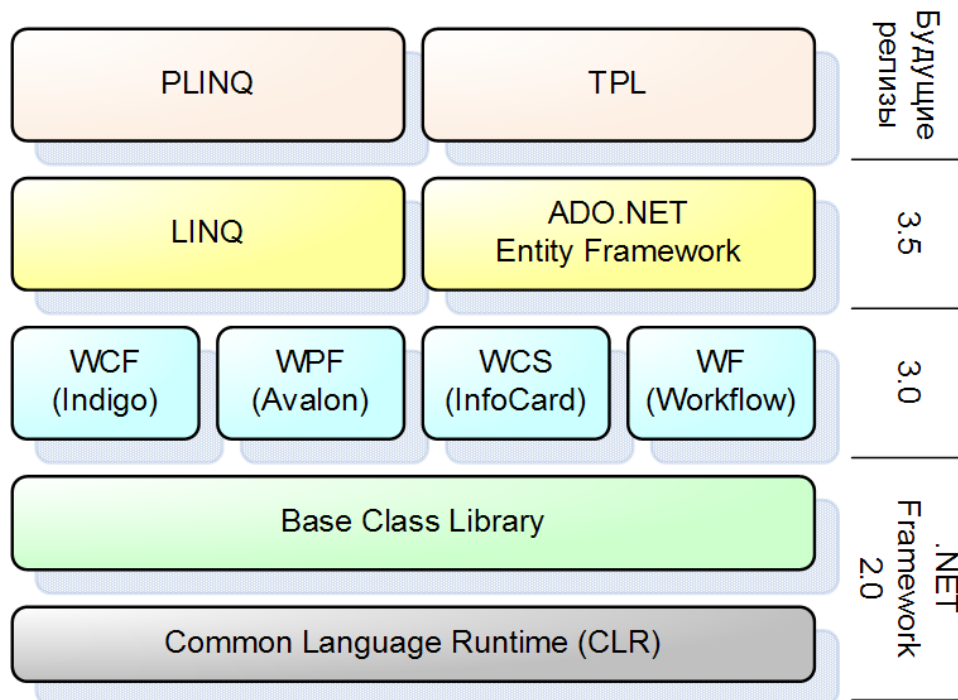 PLINQ
TPL
Будущие
релизы
LINQ
ADO.NET
Entity Framework
3.5
WCF
(Indigo)
WPF
(Avalon)
WCS
(InfoCard)
WF
(Workflow)
3.0
Base Class Library
Common Language Runtime (CLR)
.NET
Framework
2.0